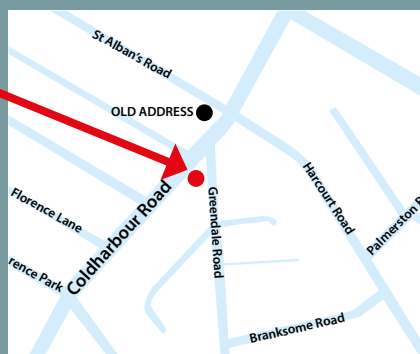 St Alban's Road
OLD ADDRESS
Harcourt Road
Palmerston R
Florence Lane
Coldharbour Road
Greendale Road
rence Park
Branksome Road